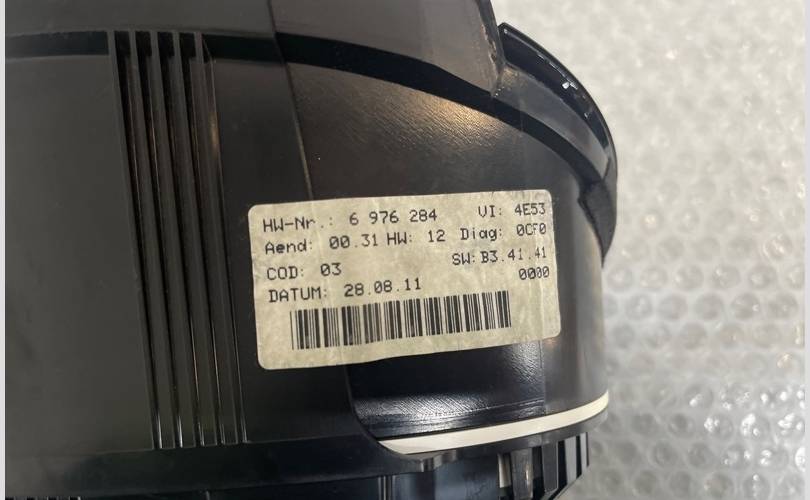 HW-Nr.: 6 976 284 VI: 4E53
Aend: 00.31 HW: 12 Diag: 0CF0
COD: 03 SW: B3.41.41
0000
DATUM: 28.08.11